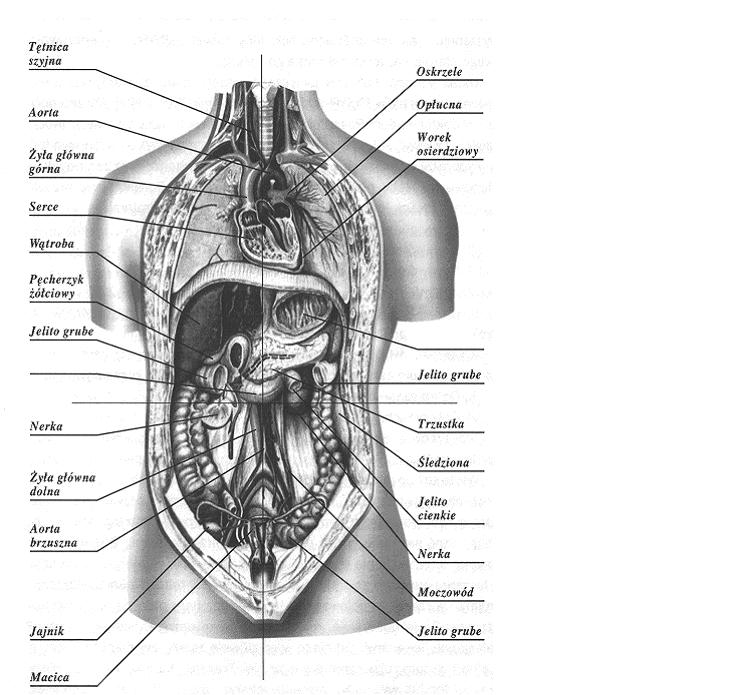 Tętnica
szyjna
Aorta
Żyła główna
górna
Serce
Wątroba
Pęcherzyk
żółciowy
Jelito grube
Nerka
Żyła główna
dolna
Aorta
brzuszna
Jajnik
Macica
Oskrzele
Opłucna
Worek
osierdziowy
Jelito grube
Trzustka
Śledziona
Jelito
cienkie
Nerka
Moczowód
Jelito grube